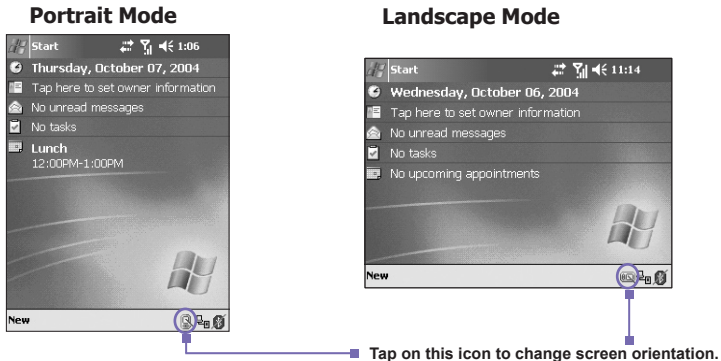 Portrait Mode
Start 1:06
Thursday, October 07, 2004
Tap here to set owner information
No unread messages
No tasks
Lunch
12:00PM-1:00PM
New
Landscape Mode
Start 11:14
Wednesday, October 06, 2004
Tap here to set owner information
No unread messages
No tasks
No upcoming appointments
New
Tap on this icon to change screen orientation.